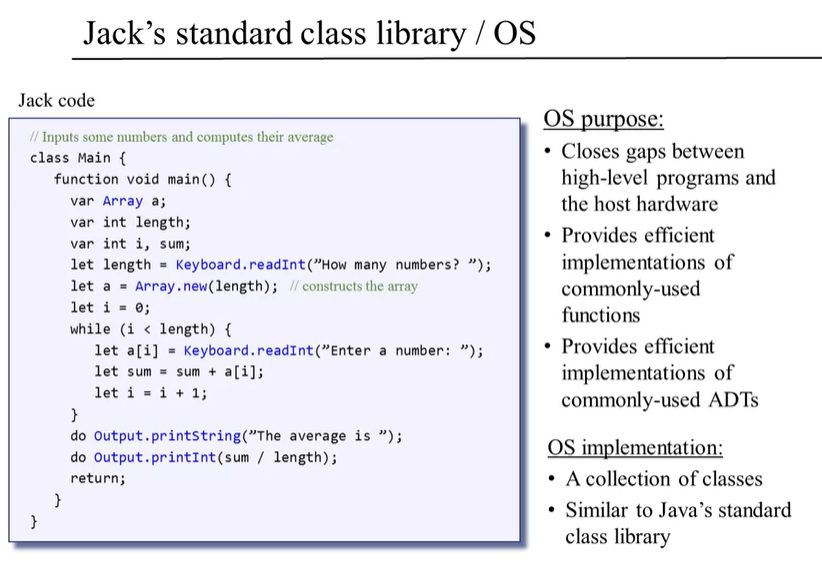 Jack’s standard class library / OS
Jack code
// Inputs some numbers and computes their average
class Main {
function void main() {
var Array a;
var int length;
var int i, sum;
let length = Keyboard.readInt(”How many numbers? ”);
let a = Array.new(length); // constructs the array
let i = 0;
while (i < length) {
let a[i] = Keyboard.readInt(”Enter a number: ”);
let sum = sum + a[i];
let i = i + 1;
}
do Output.printString(”The average is ”);
do Output.printInt(sum / length);
return;
}
}
OS purpose:
• Closes gaps between
high-level programs and
the host hardware
• Provides efficient
implementations of
commonly-used
functions
• Provides efficient
implementations of
commonly-used ADTs
OS implementation:
• A collection of classes
• Similar to Java’s standard
class library